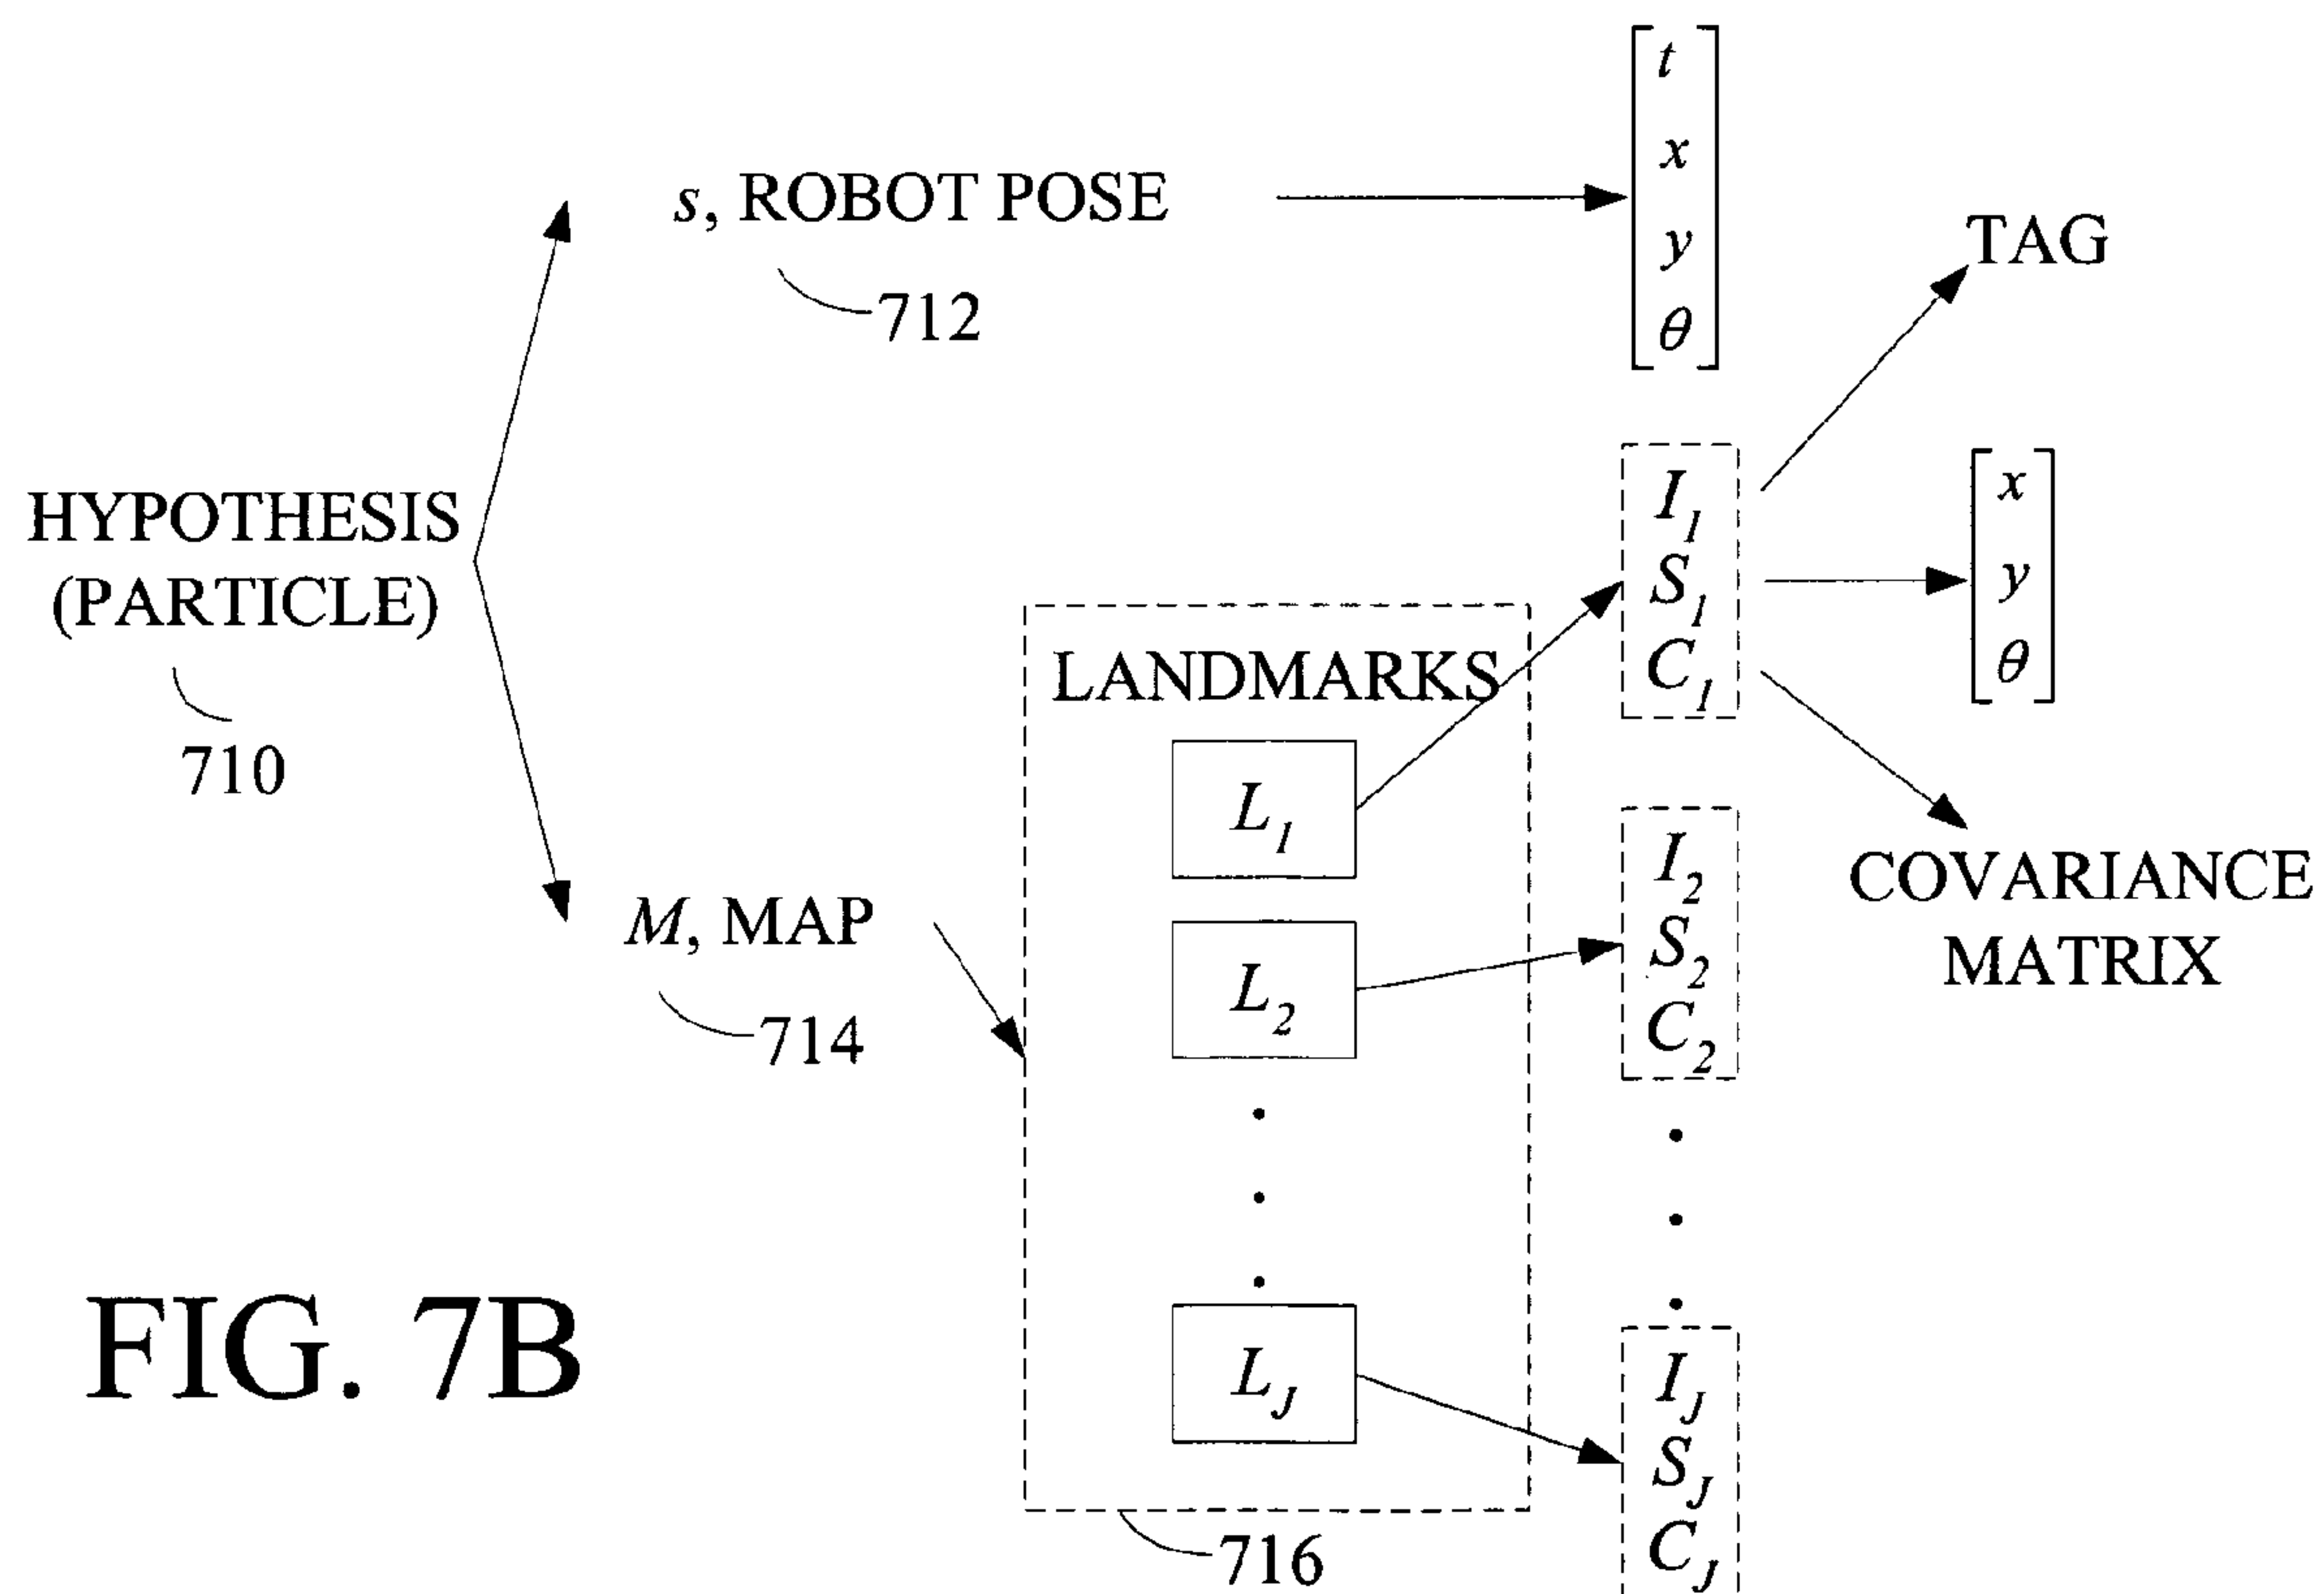 t
x
y
θ
s, ROBOT POSE
712
TAG
HYPOTHESIS
(PARTICLE)
710
I1
S1
C1
x
y
θ
LANDMARKS
L1
COVARIANCE
MATRIX
M, MAP
714
L2
I2
S2
C2
.
.
.
.
.
.
LJ
IJ
SJ
CJ
716
FIG. 7B